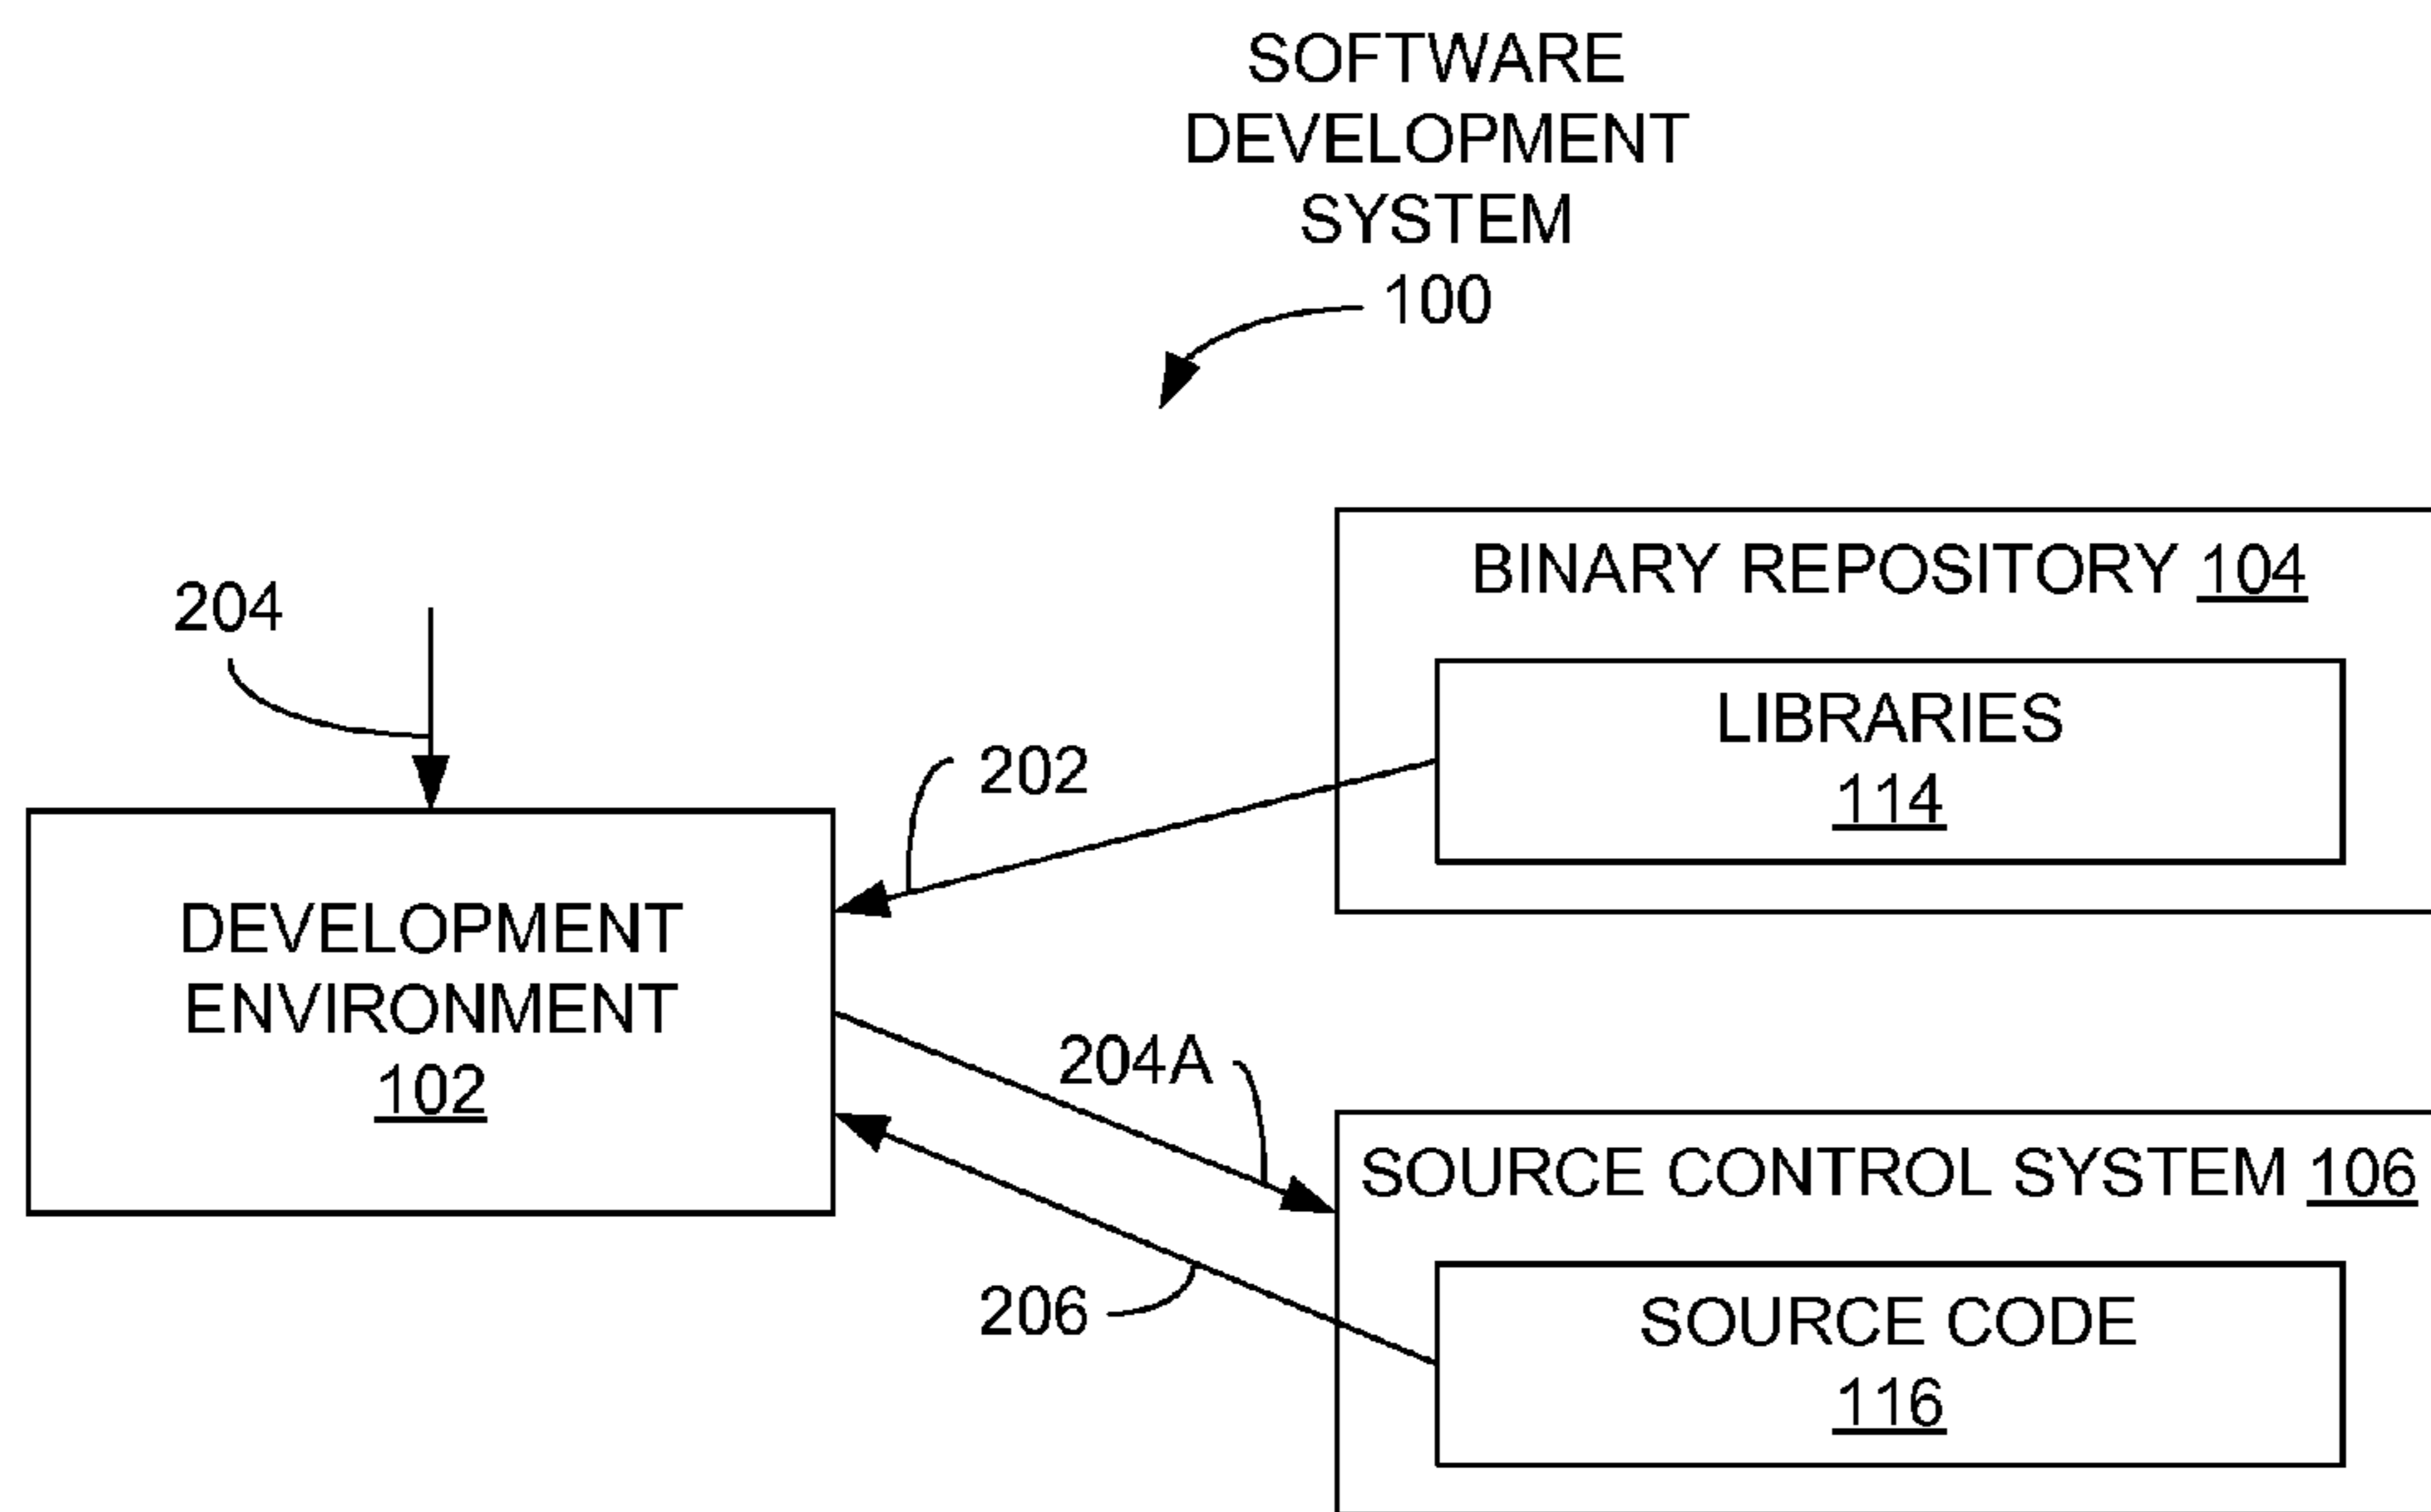 SOFTWARE
DEVELOPMENT
SYSTEM
100
BINARY REPOSITORY 104
204
LIBRARIES
114
202
DEVELOPMENT
ENVIRONMENT
102
204A
SOURCE CONTROL SYSTEM 106
206
SOURCE CODE
116